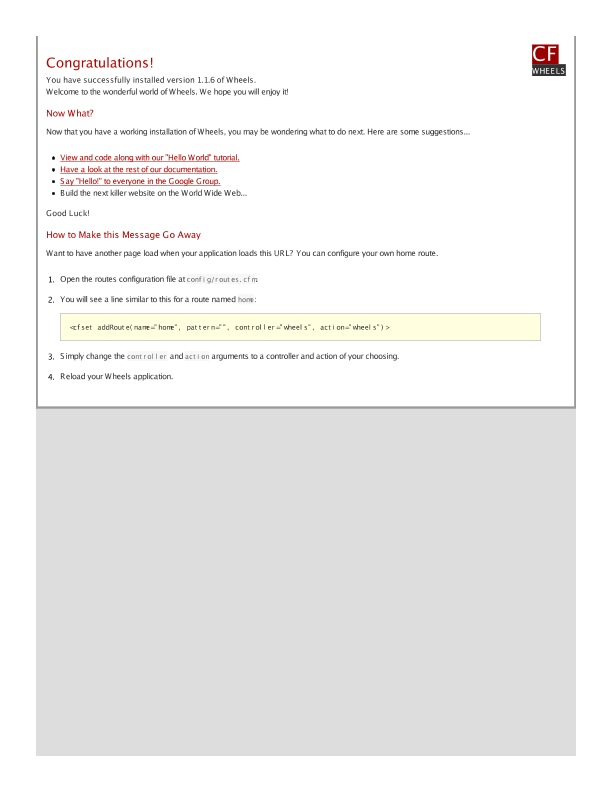 Congratulations!
CF
WHEELS
You have successfully installed version 1.1.6 of Wheels.
Welcome to the wonderful world of Wheels. We hope you will enjoy it!
Now What?
Now that you have a working installation of Wheels, you may be wondering what to do next. Here are some suggestions...
• View and code along with our "Hello World" tutorial.
• Have a look at the rest of our documentation.
• Say "Hello!" to everyone in the Google Group.
• Build the next killer website on the World Wide Web...
Good Luck!
How to Make this Message Go Away
Want to have another page load when your application loads this URL? You can configure your own home route.
1. Open the routes configuration file at config/routes.cfm.
2. You will see a line similar to this for a route named home:
<cfset addRoute(name="home", pattern="", controller="wheels", action="wheels")>
3. Simply change the controller and action arguments to a controller and action of your choosing.
4. Reload your Wheels application.